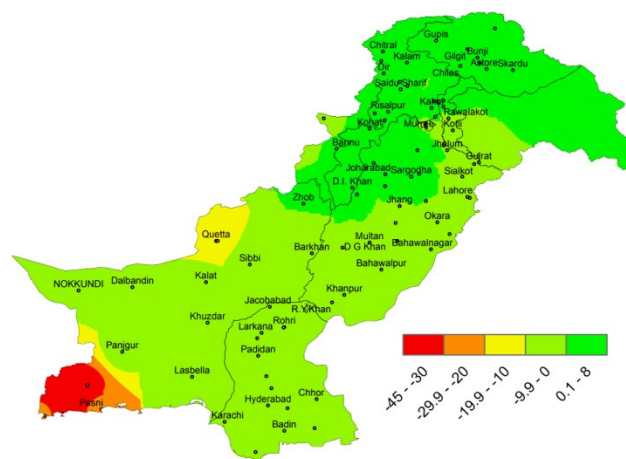 Gupis
Chitral
Bunji
Kalam
Gilgit
Dir
Astore
Skardu
Chilas
Saidu Sharif
Kakul
Risalpur
Rawalakot
Kohat
Murree
Kotli
Bannu
Jhelum
Gujrat
Joharabad
Sargodha
Sialkot
D.I. Khan
Zhob
Lahore
Jhang
Okara
Quetta
Multan
Barkhan
D G Khan
Bahawalnagar
Sibbi
Bahawalpur
NOKKUNDI
Dalbandin
Kalat
Khanpur
Jacobabad
R.Y.Khan
Khuzdar
Rohri
Larkana
Panjgur
Padidan
Lasbella
Pasni
Hyderabad
Chhor
Karachi
Badin
-45 - -30
-29.9 - -20
-19.9 - -10
-9.9 - 0
0.1 - 8